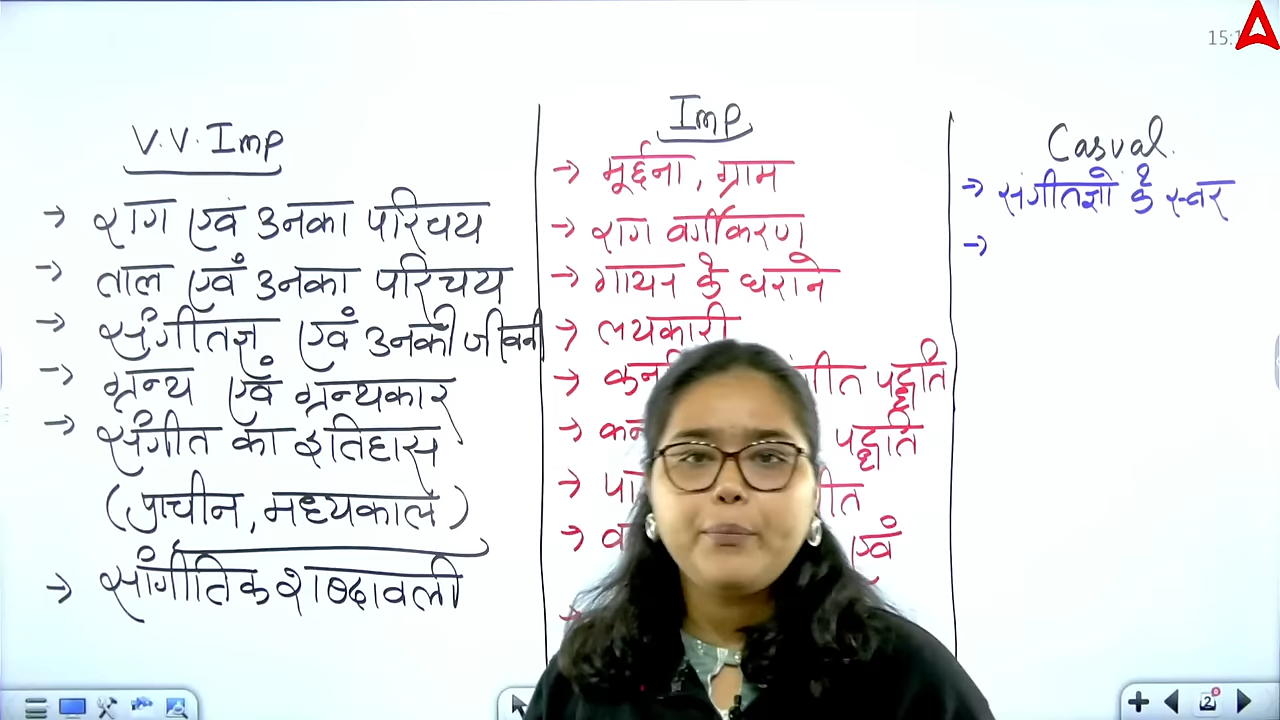 15:1
V.V. Imp
→ राग एवं उनका परिचय
→ ताल एवं उनका परिचय
→ संगीतज्ञ एवं उनकी जीवनी
→ ग्रन्थ एवं ग्रन्थकार
→ संगीत का इतिहास
(प्राचीन, मध्यकाल)
→ सांगीतिक शब्दावली
Imp
→ मूर्छना, ग्राम
→ राग वर्गीकरण
→ गायन के घराने
→ लयकारी
→ पद्धति
→ पद्धति
→
→ एवं
→
Casual
→ संगीतज्ञो के स्वर
→
2